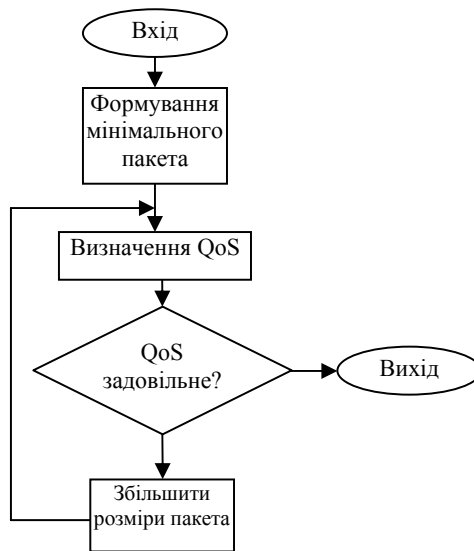 Вхід
Формування
мінімального
пакета
Визначення QoS
QoS
задовільне?
Вихід
Збільшити
розміри пакета